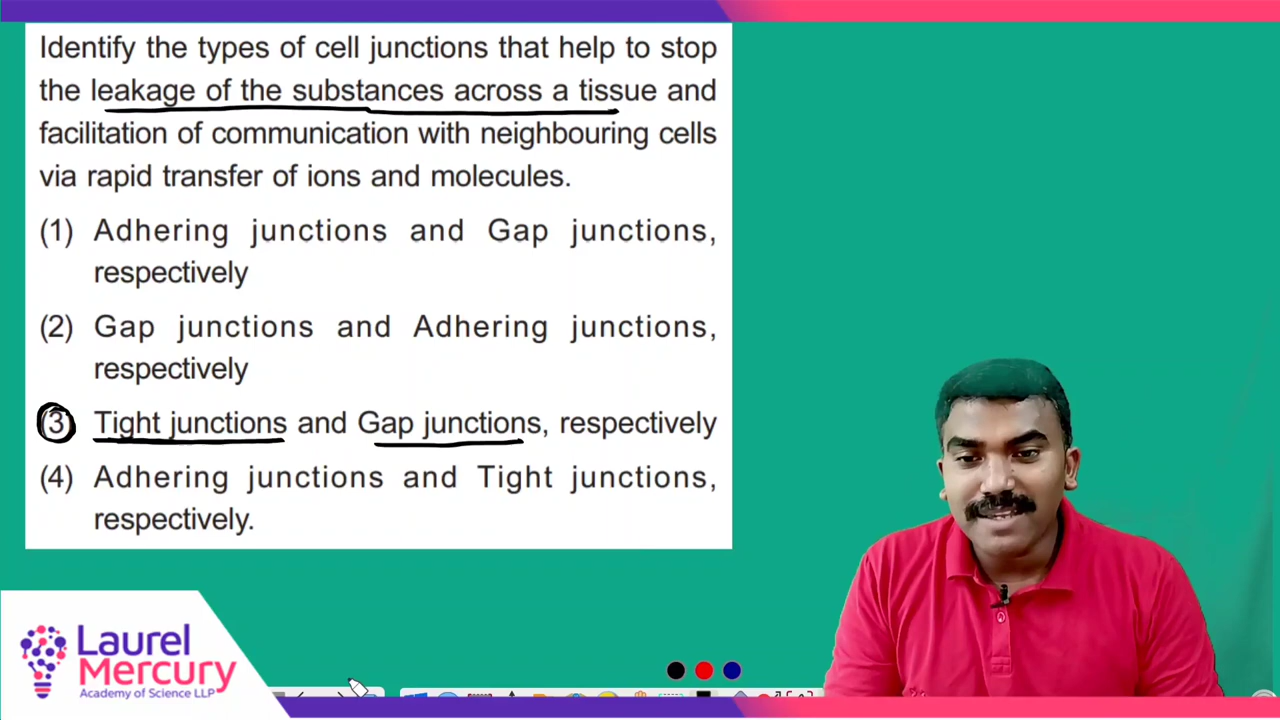 Identify the types of cell junctions that help to stop
the leakage of the substances across a tissue and
facilitation of communication with neighbouring cells
via rapid transfer of ions and molecules.
(1) Adhering junctions and Gap junctions,
respectively
(2) Gap junctions and Adhering junctions,
respectively
(3) Tight junctions and Gap junctions, respectively
(4) Adhering junctions and Tight junctions,
respectively.
Laurel
Mercury
Academy of Science LLP